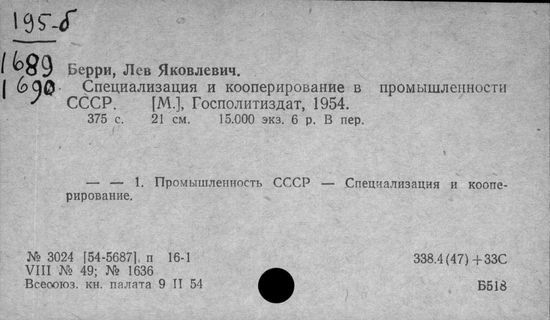 195-б
1689
1690
Берри, Лев Яковлевич.
Специализация и кооперирование в промышленности
СССР. [М.], Госполитиздат, 1954.
375 с. 21 см. 15.000 экз. 6 р. В пер.
— — 1. Промышленность СССР — Специализация и коопе-
рирование.
№ 3024 [54-5687]. п 16-1
VIII № 49; № 1636
Всесоюз. кн. палата 9 II 54
338.4(47)+33С
Б518